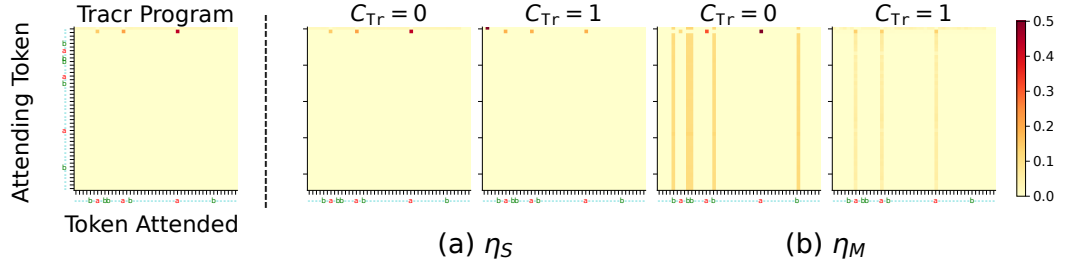 Tracr Program
C_Tr = 0
C_Tr = 1
C_Tr = 0
C_Tr = 1
Attending Token
b
a
b
b
a
b
a
b
b a b b a b a b
b a b b a b a b
b a b b a b a b
b a b b a b a b
b a b b a b a b
0.5
0.4
0.3
0.2
0.1
0.0
Token Attended
(a) η_S
(b) η_M